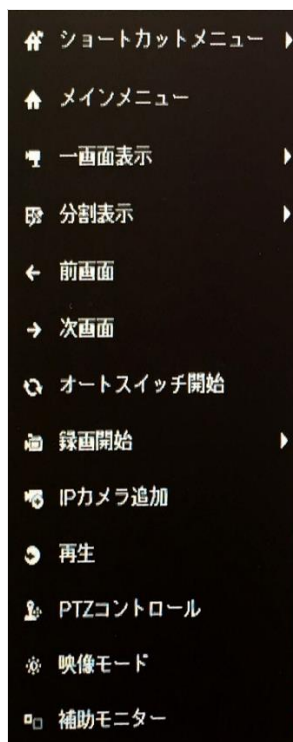 ショートカットメニュー
メインメニュー
一画面表示
分割表示
前画面
次画面
オートスイッチ開始
録画開始
IPカメラ追加
再生
PTZコントロール
映像モード
補助モニター